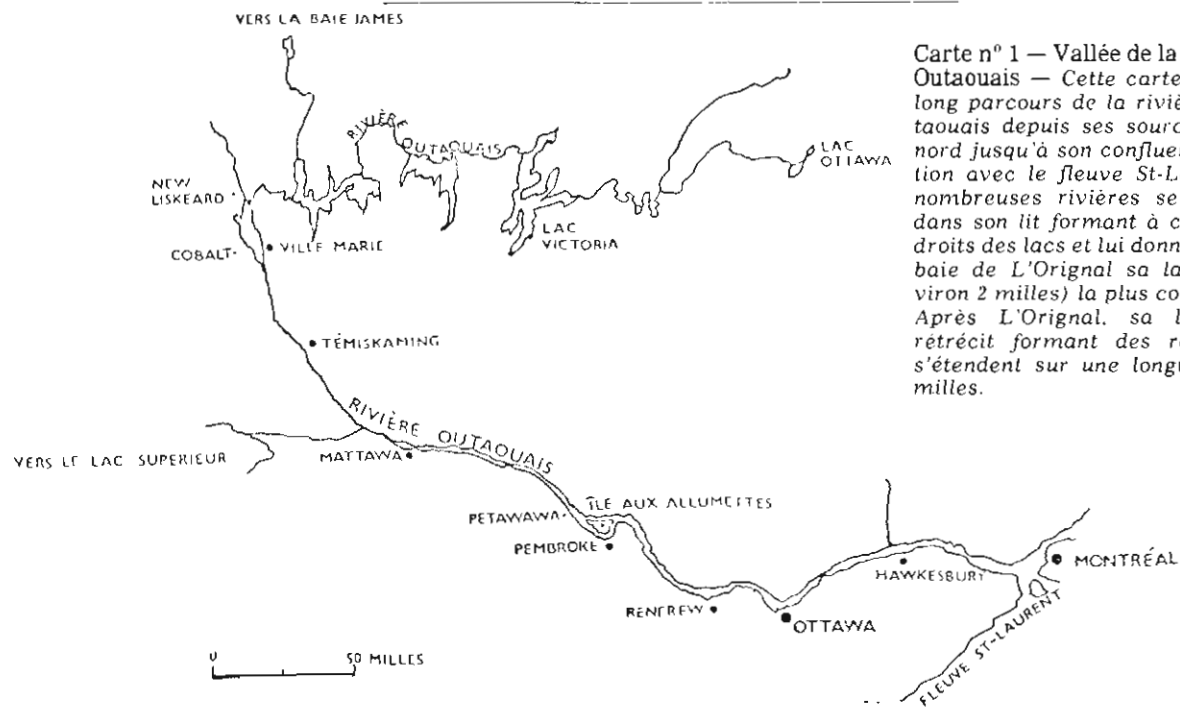 VERS LA BAIE JAMES
Carte n° 1 — Vallée de la
Outaouais — Cette carte
long parcours de la riviè
taouais depuis ses sourc
nord jusqu'à son confluer
tion avec le fleuve St-L
nombreuses rivières se
dans son lit formant à c
droits des lacs et lui donn
baie de L'Orignal sa la
viron 2 milles) la plus co
Après L'Orignal. sa l
rétrécit formant des r
s'étendent sur une longu
milles.
RIVIÈRE
OUTAOUAIS
LAC
OTTAWA
NEW
LISKEARD
LAC
VICTORIA
COBALT
VILLE MARIE
TÉMISKAMING
RIVIÈRE OUTAOUAIS
VERS LE LAC SUPERIEUR
MATTAWA
ÎLE AUX ALLUMETTES
PETAWAWA
PEMBROKE
HAWKESBURY
MONTRÉAL
RENFREW
OTTAWA
FLEUVE ST-LAURENT
0 50 MILLES